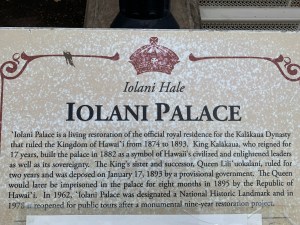 Iolani Hale
IOLANI PALACE
'Iolani Palace is a living restoration of the official royal residence for the Kalākaua Dynasty
that ruled the Kingdom of Hawai'i from 1874 to 1893. King Kalākaua, who reigned for
17 years, built the palace in 1882 as a symbol of Hawaii's civilized and enlightened leaders
as well as its sovereignty. The King's sister and successor, Queen Lili'uokalani, ruled for
two years and was deposed on January 17, 1893 by a provisional government. The Queen
would later be imprisoned in the palace for eight months in 1895 by the Republic of
Hawai'i. In 1962, 'Iolani Palace was designated a National Historic Landmark and in
1978 it reopened for public tours after a monumental nine-year restoration project.